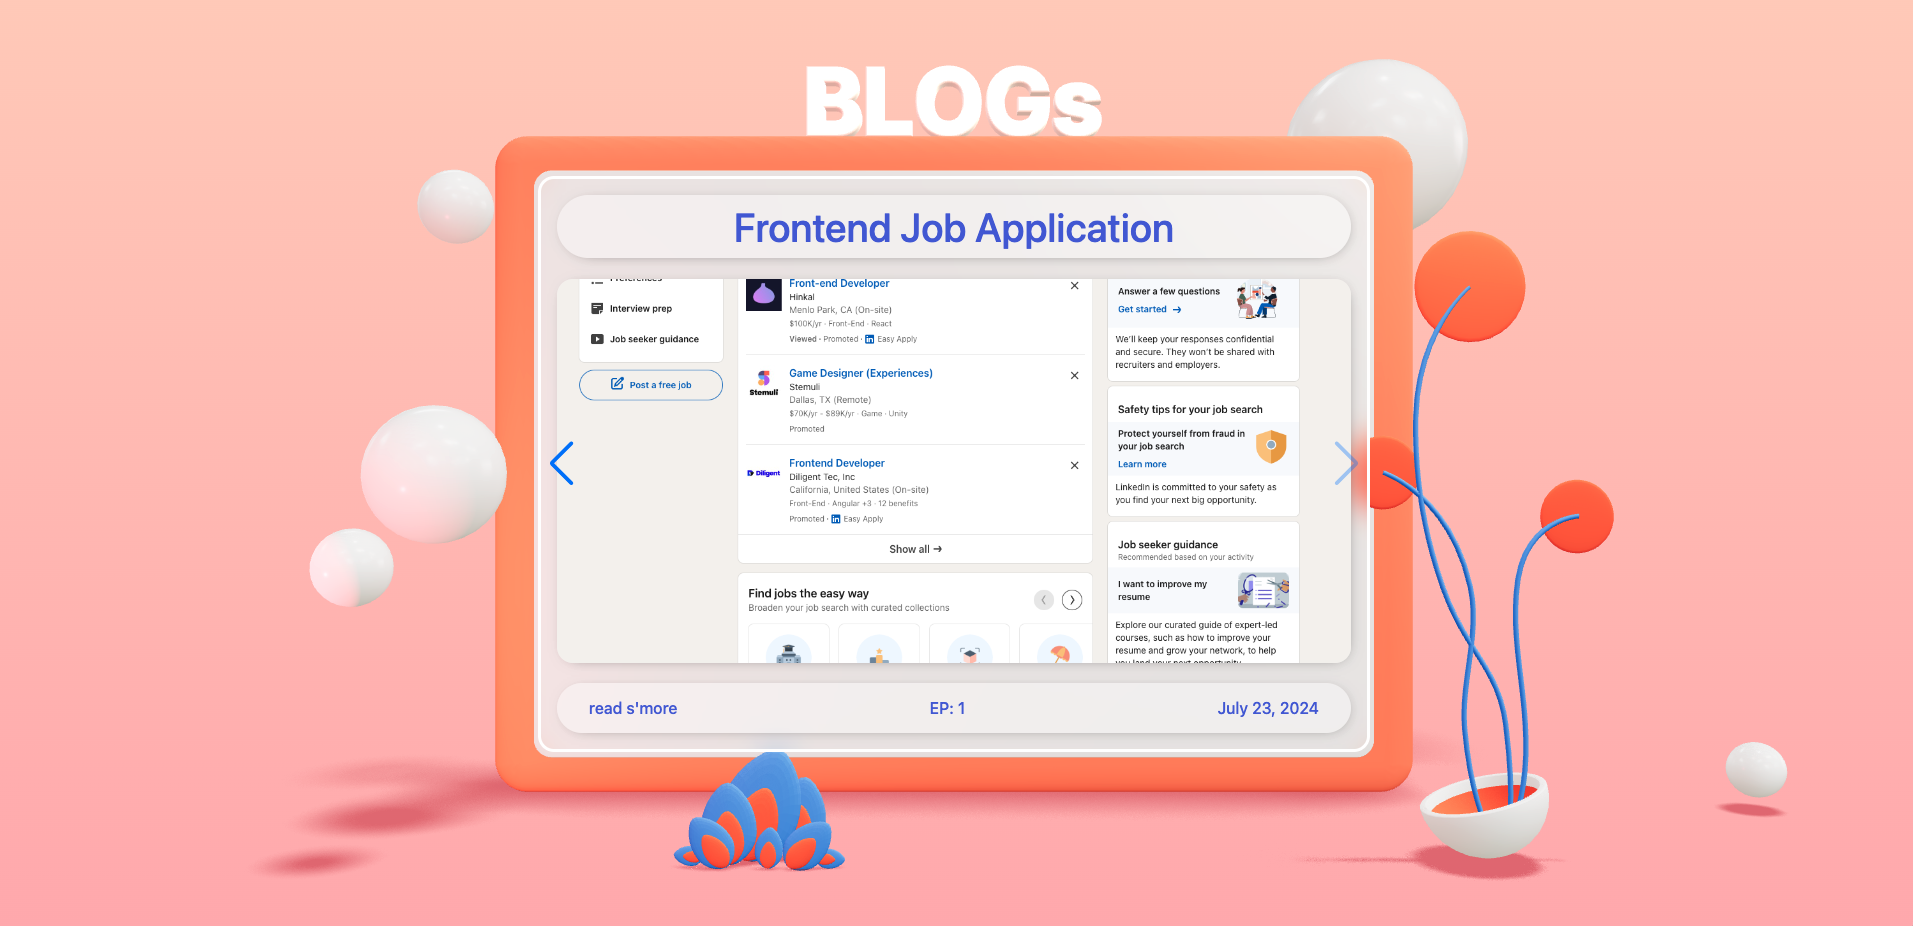 BLOGs
Frontend Job Application
Preferences
Interview prep
Job seeker guidance
Post a free job
Front-end Developer
Hinkal
Menlo Park, CA (On-site)
$100K/yr · Front-End · React
Viewed · Promoted · in Easy Apply
Stemuli
Game Designer (Experiences)
Stemuli
Dallas, TX (Remote)
$70K/yr - $89K/yr · Game · Unity
Promoted
Diligent
Frontend Developer
Diligent Tec, Inc
California, United States (On-site)
Front-End · Angular +3 · 12 benefits
Promoted · in Easy Apply
Show all →
Find jobs the easy way
Broaden your job search with curated collections
Answer a few questions
Get started →
We'll keep your responses confidential
and secure. They won't be shared with
recruiters and employers.
Safety tips for your job search
Protect yourself from fraud in
your job search
Learn more
LinkedIn is committed to your safety as
you find your next big opportunity.
Job seeker guidance
Recommended based on your activity
I want to improve my
resume
Explore our curated guide of expert-led
courses, such as how to improve your
resume and grow your network, to help
you land your next opportunity.
read s'more
EP: 1
July 23, 2024